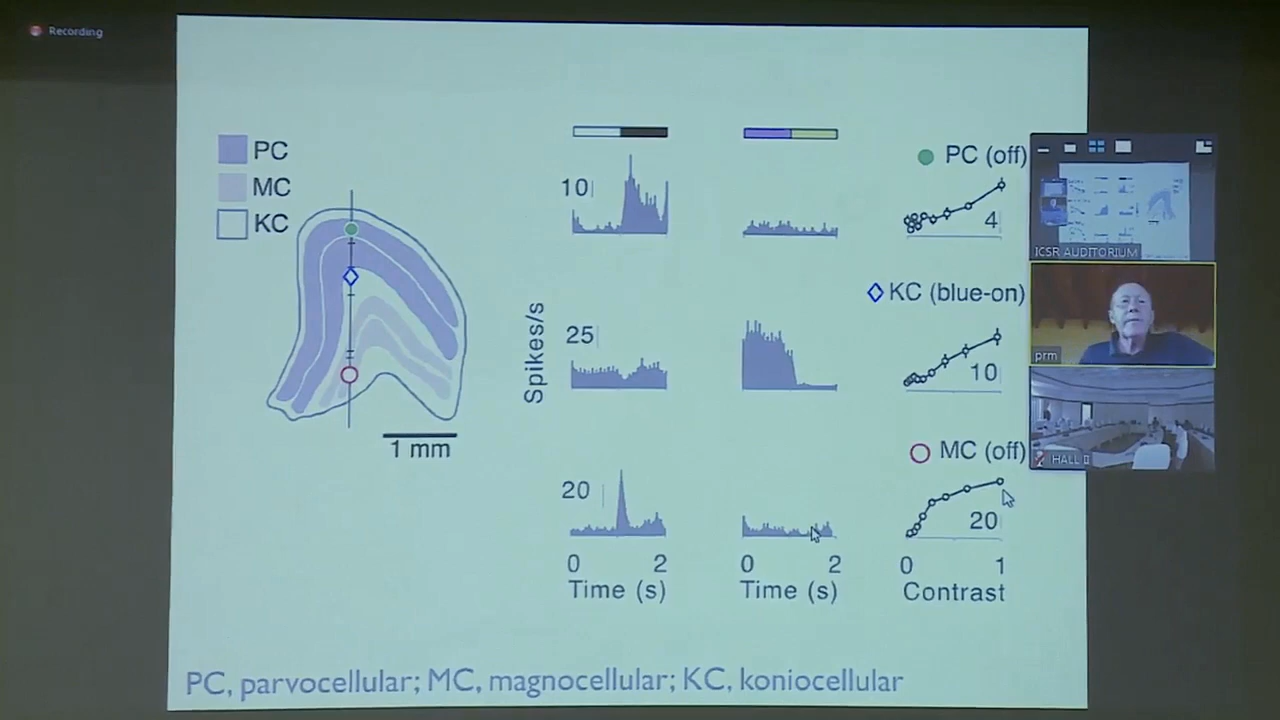 Recording
PC
MC
KC
1 mm
Spikes/s
10
25
20
0 2
Time (s)
0 2
Time (s)
PC (off)
4
KC (blue-on)
10
MC (off)
20
0 1
Contrast
ICSR AUDITORIUM
prm
HALL II
PC, parvocellular; MC, magnocellular; KC, koniocellular